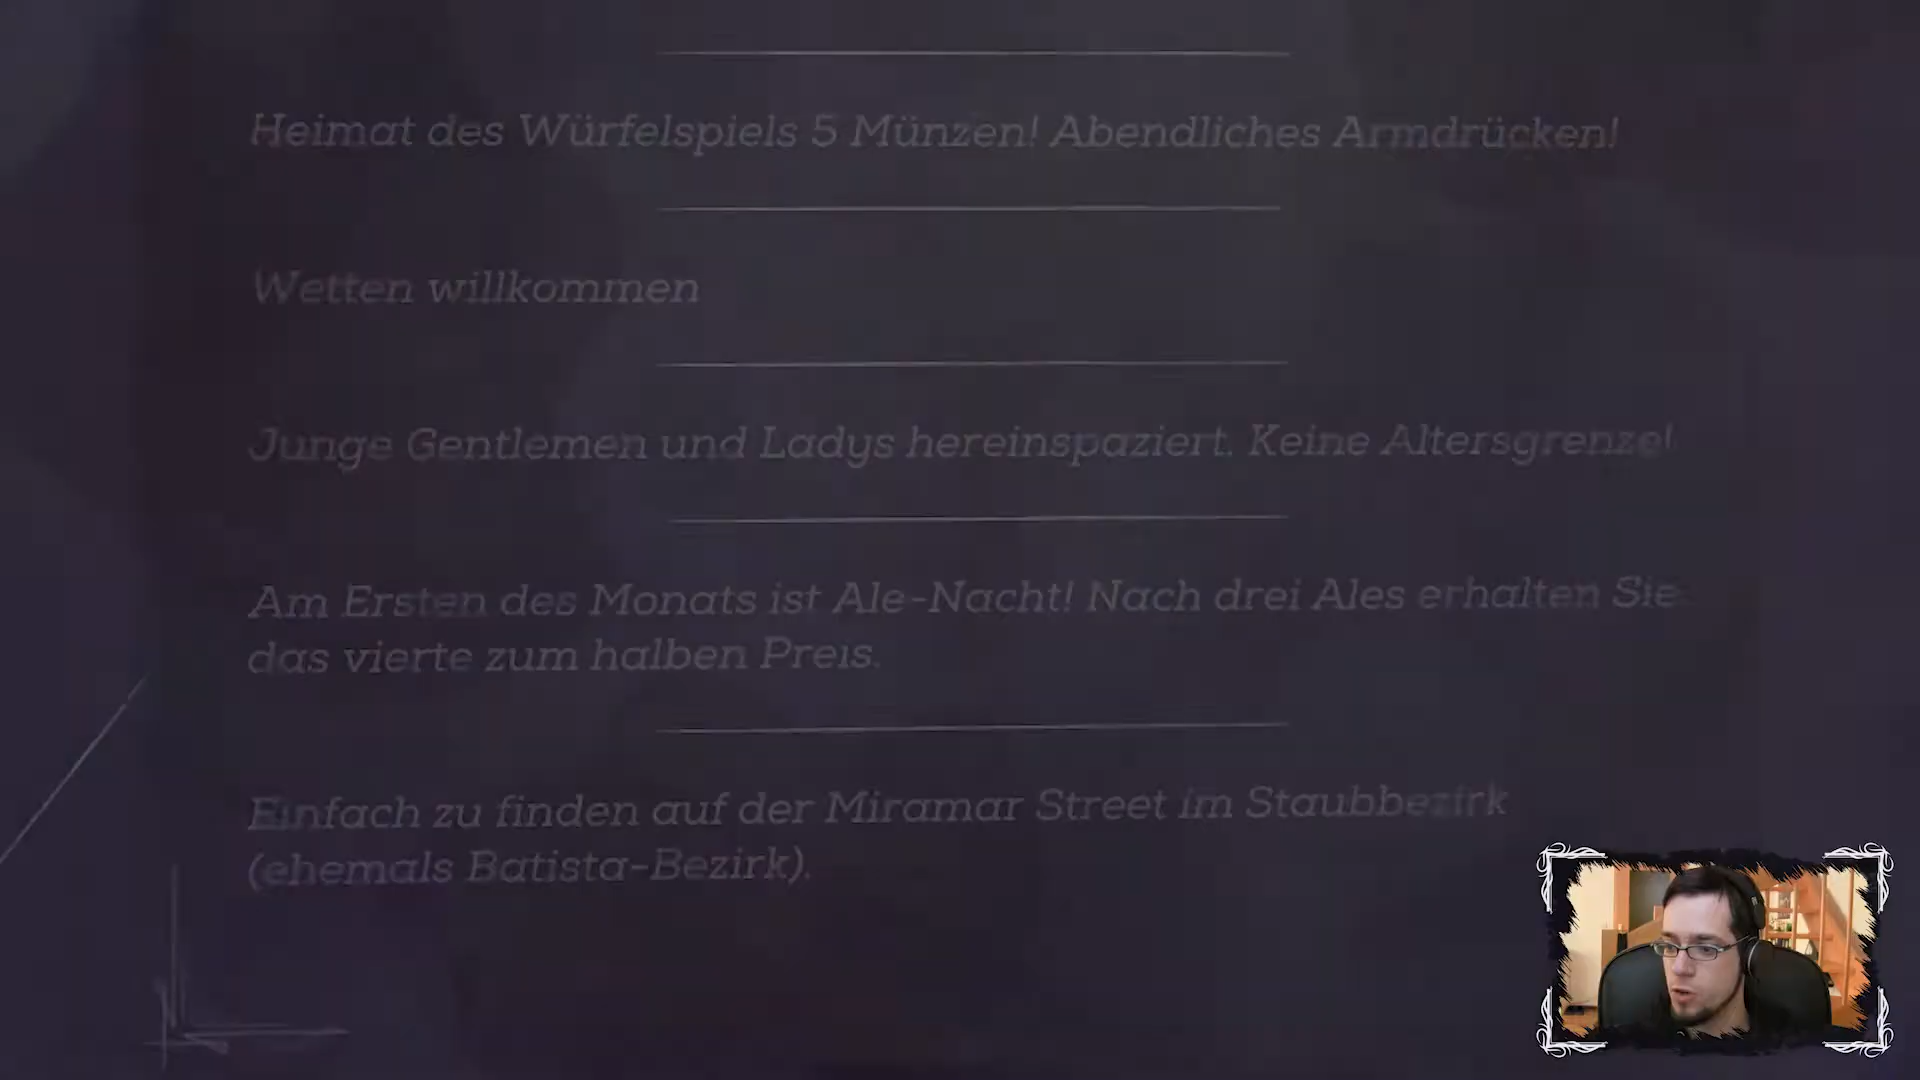 Heimat des Würfelspiels 5 Münzen! Abendliches Armdrücken!
Wetten willkommen
Junge Gentlemen und Ladys hereinspaziert. Keine Altersgrenze!
Am Ersten des Monats ist Ale-Nacht! Nach drei Ales erhalten Sie
das vierte zum halben Preis.
Einfach zu finden auf der Miramar Street im Staubbezirk
(ehemals Batista-Bezirk).